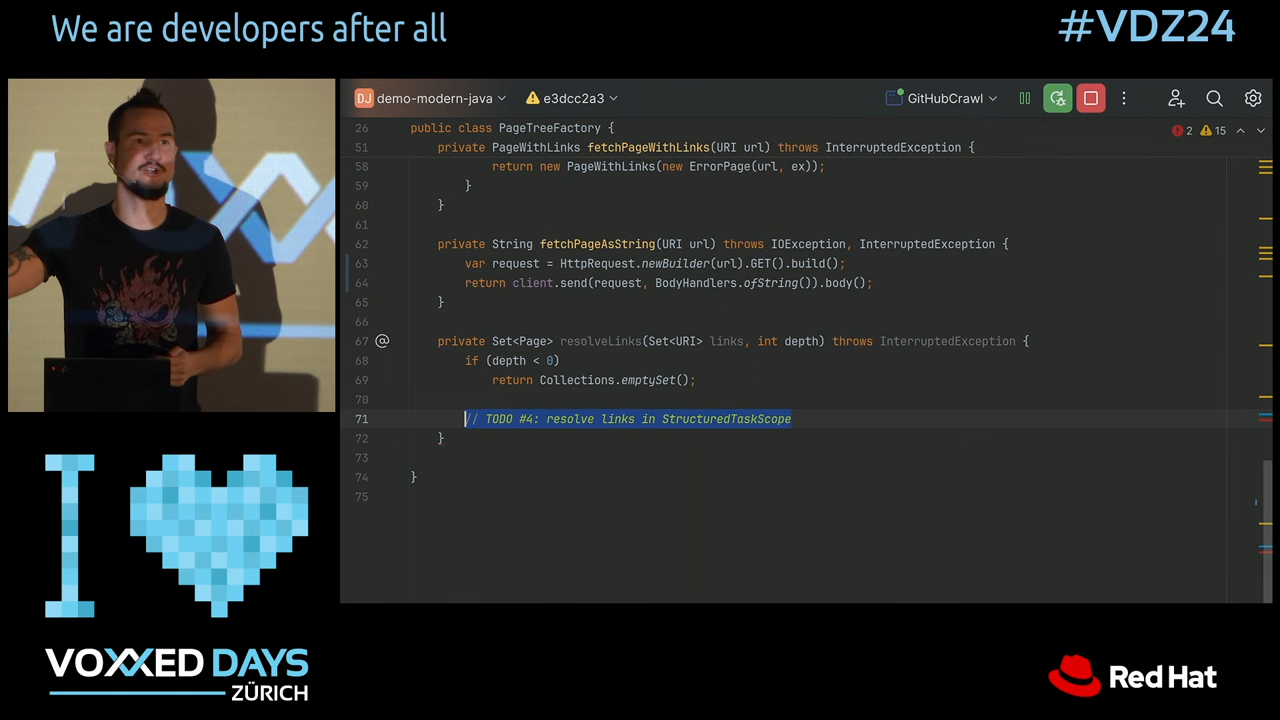 We are developers after all
#VDZ24
DJ demo-modern-java
e3dcc2a3
GitHubCrawl
26 public class PageTreeFactory {
2 15
51 private PageWithLinks fetchPageWithLinks(URI url) throws InterruptedException {
58 return new PageWithLinks(new ErrorPage(url, ex));
59 }
60 }
61
62 private String fetchPageAsString(URI url) throws IOException, InterruptedException {
63 var request = HttpRequest.newBuilder(url).GET().build();
64 return client.send(request, BodyHandlers.ofString()).body();
65 }
66
67 @ private Set<Page> resolveLinks(Set<URI> links, int depth) throws InterruptedException {
68 if (depth < 0)
69 return Collections.emptySet();
70
71 // TODO #4: resolve links in StructuredTaskScope
72 }
73
74 }
75
I
VOXXED DAYS
ZÜRICH
Red Hat